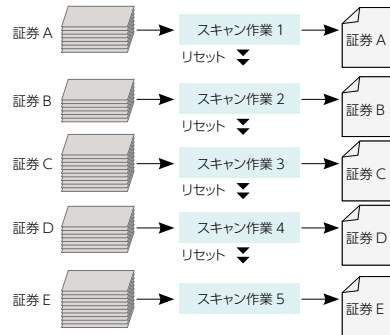 証券 A
スキャン作業 1
証券 A
リセット
証券 B
スキャン作業 2
証券 B
リセット
証券 C
スキャン作業 3
証券 C
リセット
証券 D
スキャン作業 4
証券 D
リセット
証券 E
スキャン作業 5
証券 E